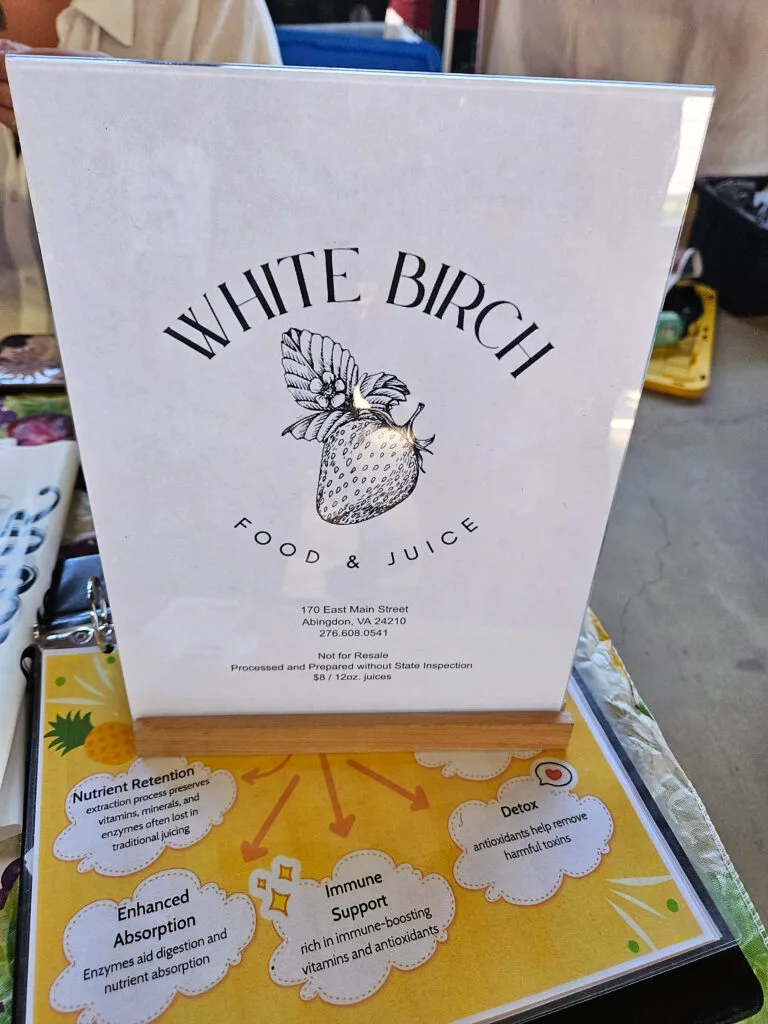 WHITE BIRCH
FOOD & JUICE
170 East Main Street
Abingdon, VA 24210
276.608.0541
Not for Resale
Processed and Prepared without State Inspection
$8 / 12oz. juices
Nutrient Retention
extraction process preserves
vitamins, minerals, and
enzymes often lost in
traditional juicing
Detox
antioxidants help remove
harmful toxins
Enhanced
Absorption
Enzymes aid digestion and
nutrient absorption
Immune
Support
rich in immune-boosting
vitamins and antioxidants